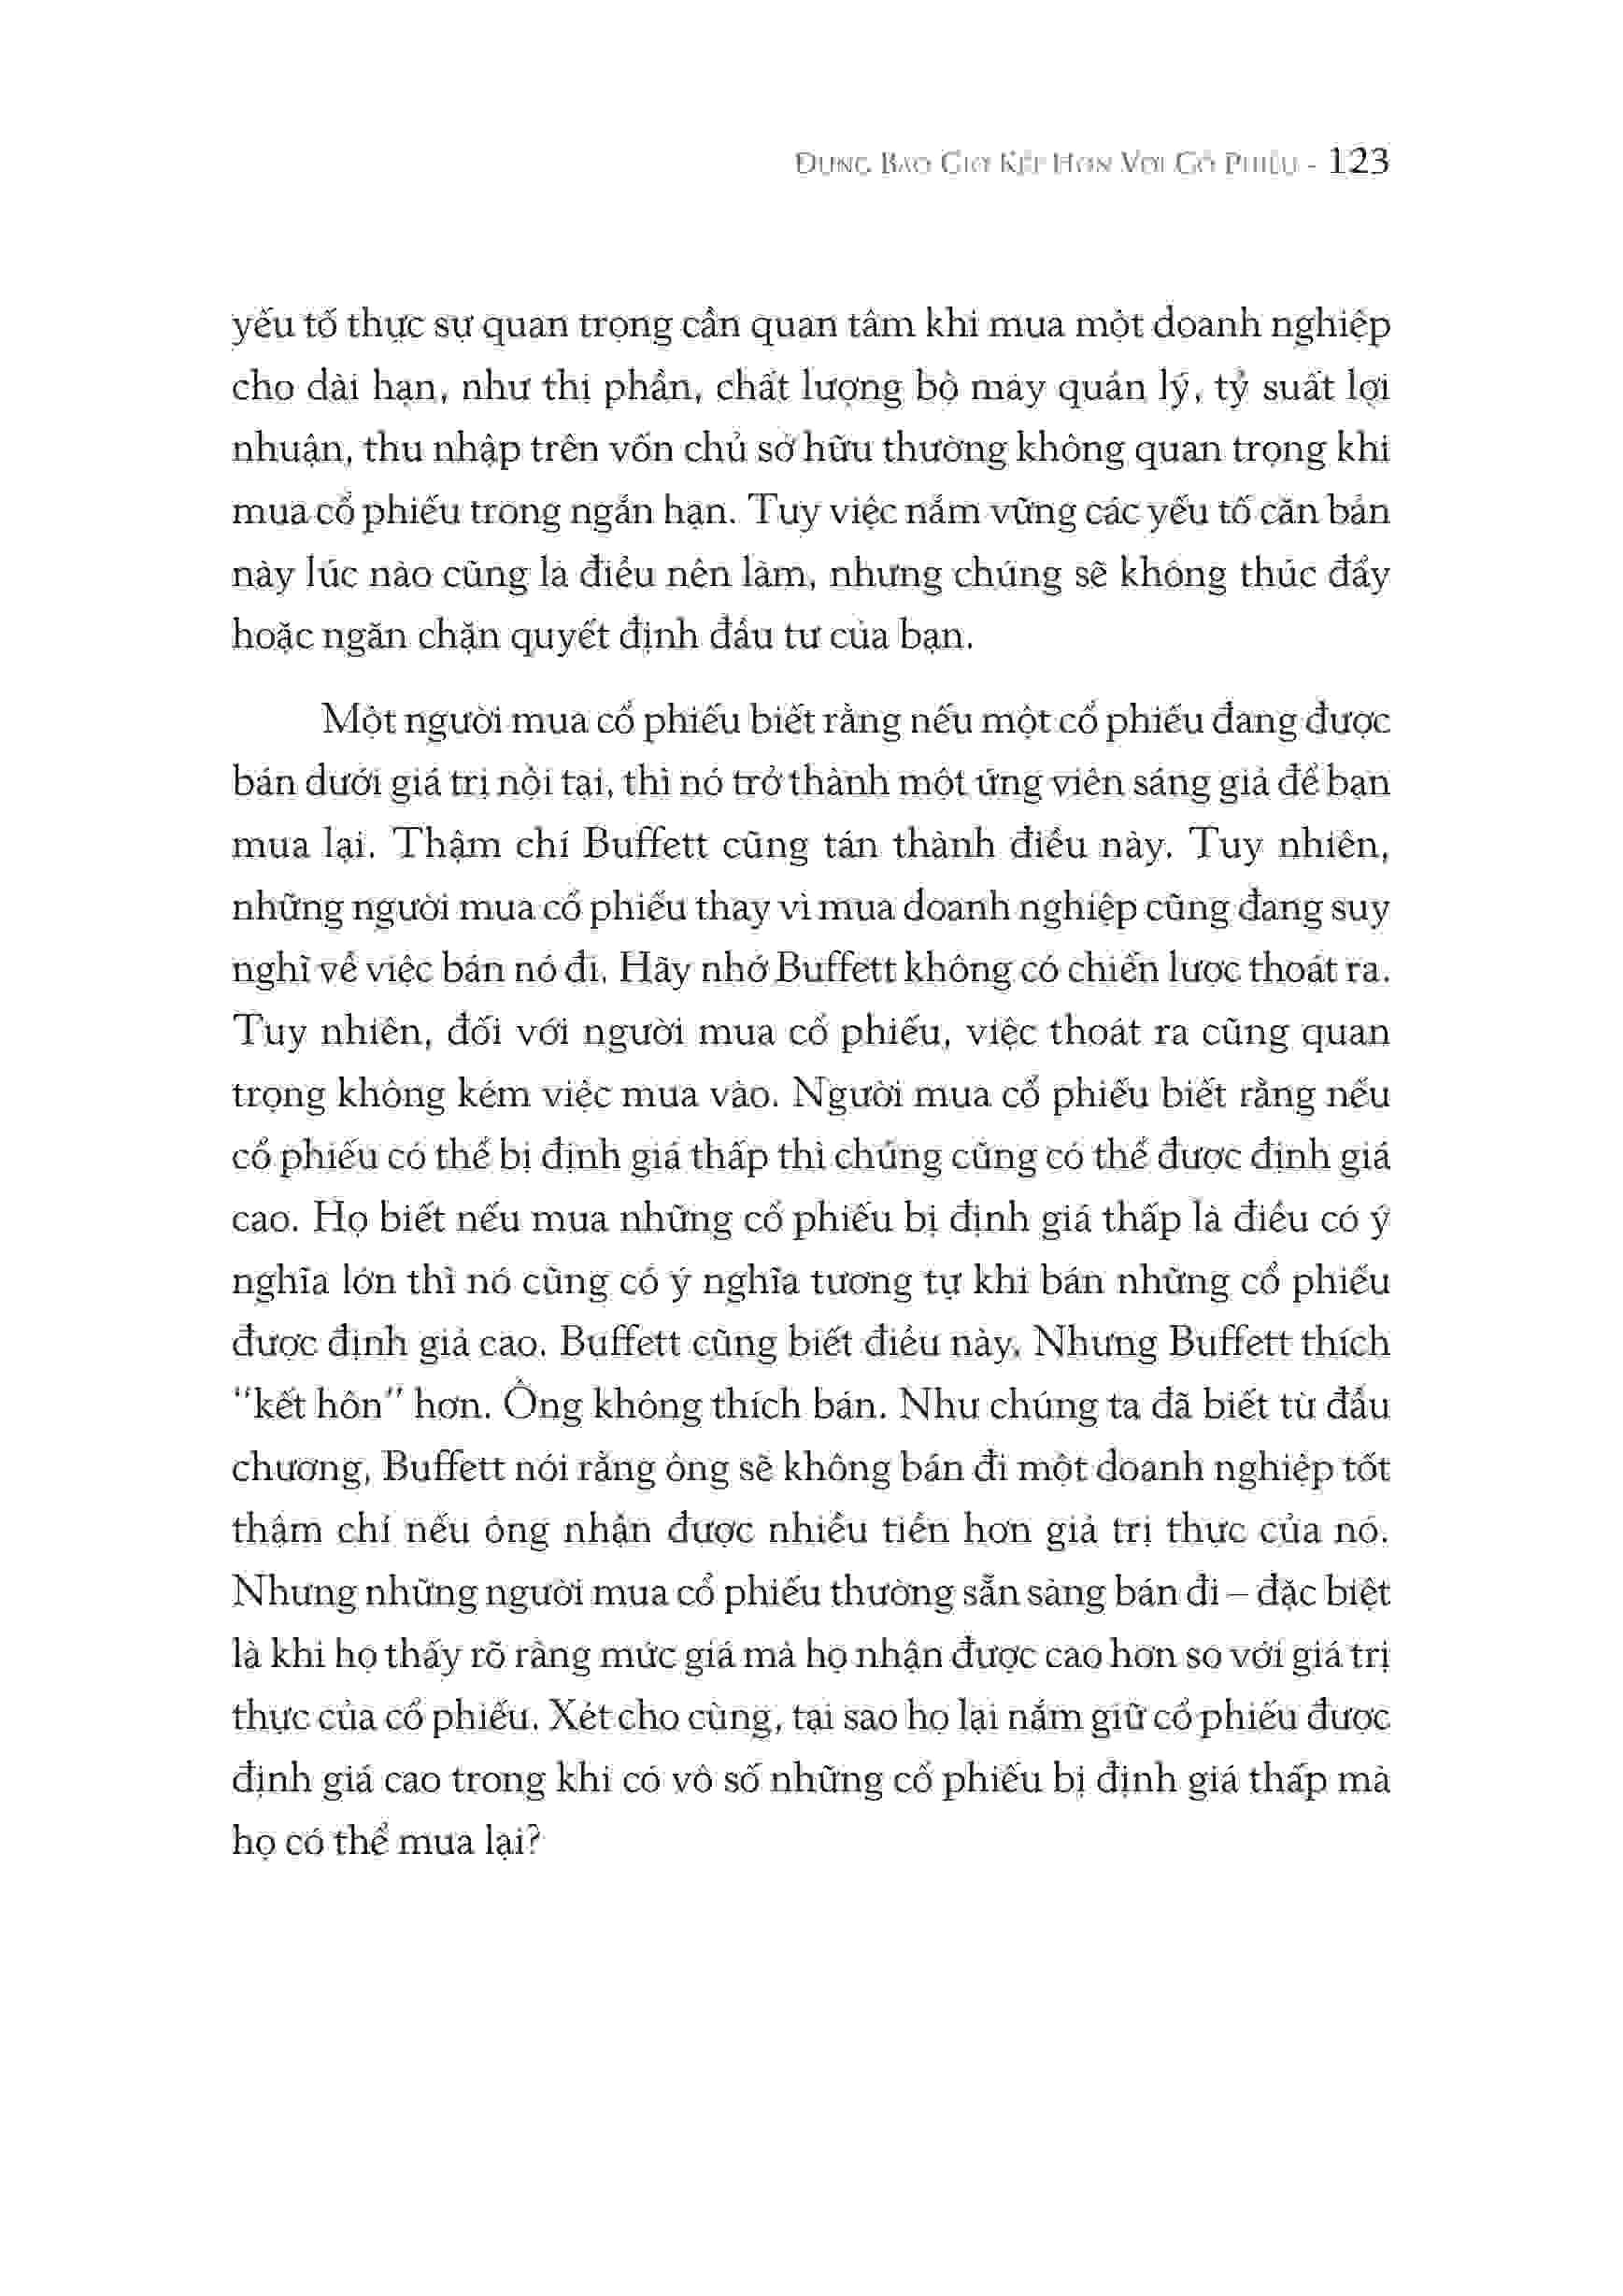 Đừng Bao Giờ Kết Hôn Với Cổ Phiếu - 123
yếu tố thực sự quan trọng cần quan tâm khi mua một doanh nghiệp
cho dài hạn, như thị phần, chất lượng bộ máy quản lý, tỷ suất lợi
nhuận, thu nhập trên vốn chủ sở hữu thường không quan trọng khi
mua cổ phiếu trong ngắn hạn. Tuy việc nắm vững các yếu tố căn bản
này lúc nào cũng là điều nên làm, nhưng chúng sẽ không thúc đẩy
hoặc ngăn chặn quyết định đầu tư của bạn.
Một người mua cổ phiếu biết rằng nếu một cổ phiếu đang được
bán dưới giá trị nội tại, thì nó trở thành một ứng viên sáng giá để bạn
mua lại. Thậm chí Buffett cũng tán thành điều này. Tuy nhiên,
những người mua cổ phiếu thay vì mua doanh nghiệp cũng đang suy
nghĩ về việc bán nó đi. Hãy nhớ Buffett không có chiến lược thoát ra.
Tuy nhiên, đối với người mua cổ phiếu, việc thoát ra cũng quan
trọng không kém việc mua vào. Người mua cổ phiếu biết rằng nếu
cổ phiếu có thể bị định giá thấp thì chúng cũng có thể được định giá
cao. Họ biết nếu mua những cổ phiếu bị định giá thấp là điều có ý
nghĩa lớn thì nó cũng có ý nghĩa tương tự khi bán những cổ phiếu
được định giá cao. Buffett cũng biết điều này. Nhưng Buffett thích
"kết hôn" hơn. Ông không thích bán. Như chúng ta đã biết từ đầu
chương, Buffett nói rằng ông sẽ không bán đi một doanh nghiệp tốt
thậm chí nếu ông nhận được nhiều tiền hơn giá trị thực của nó.
Nhưng những người mua cổ phiếu thường sẵn sàng bán đi – đặc biệt
là khi họ thấy rõ ràng mức giá mà họ nhận được cao hơn so với giá trị
thực của cổ phiếu. Xét cho cùng, tại sao họ lại nắm giữ cổ phiếu được
định giá cao trong khi có vô số những cổ phiếu bị định giá thấp mà
họ có thể mua lại?